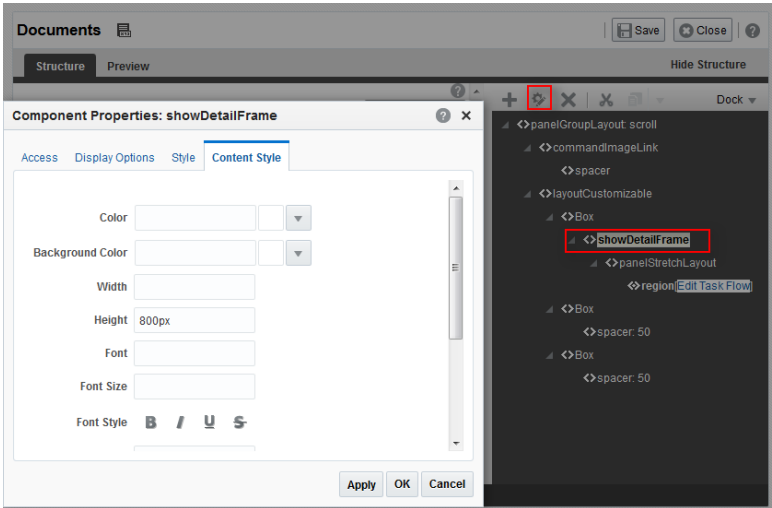 Documents
Save
Close
Structure
Preview
Hide Structure
Dock
Component Properties: showDetailFrame
Access
Display Options
Style
Content Style
Color
Background Color
Width
Height
800px
Font
Font Size
Font Style
B I U S
Apply
OK
Cancel
<>panelGroupLayout: scroll
<>commandImageLink
<>spacer
<>layoutCustomizable
<>Box
<>showDetailFrame
<>panelStretchLayout
<>region[Edit Task Flow]
<>Box
<>spacer: 50
<>Box
<>spacer: 50